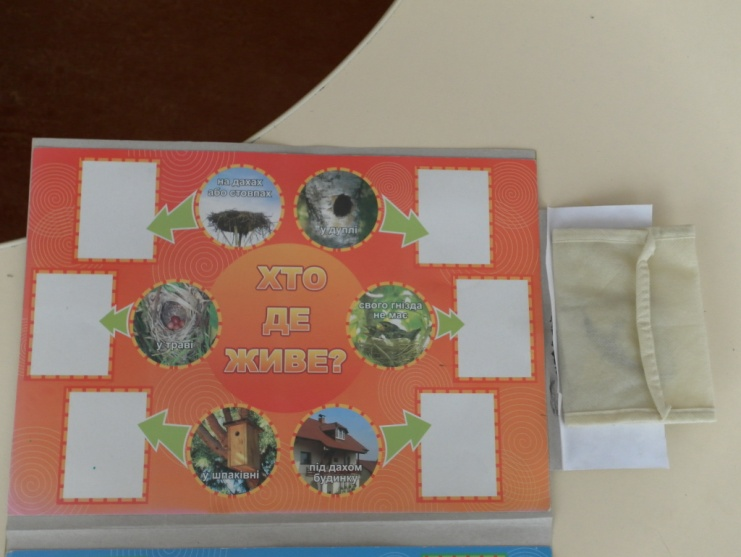 на дахах
або стовпах
у дуплі
ХТО
ДЕ
ЖИВЕ?
у траві
свого гнізда
не має
у шпаківні
під дахом
будинку